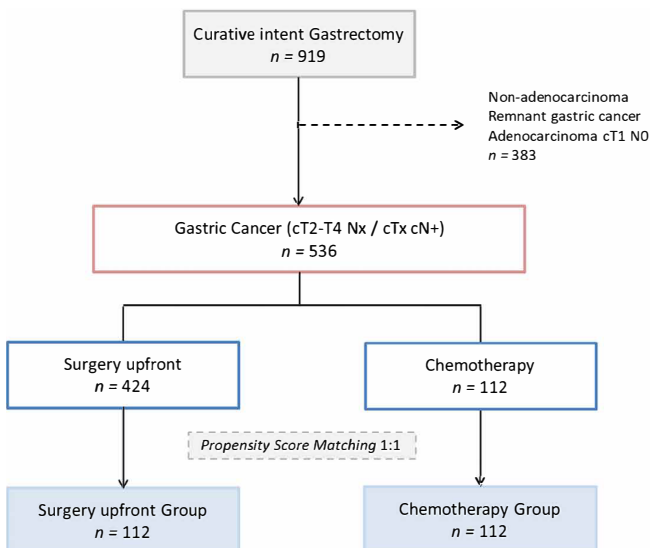 Curative intent Gastrectomy
n = 919
Non-adenocarcinoma
Remnant gastric cancer
Adenocarcinoma cT1 N0
n = 383
Gastric Cancer (cT2-T4 Nx / cTx cN+)
n = 536
Surgery upfront
n = 424
Chemotherapy
n = 112
Propensity Score Matching 1:1
Surgery upfront Group
n = 112
Chemotherapy Group
n = 112